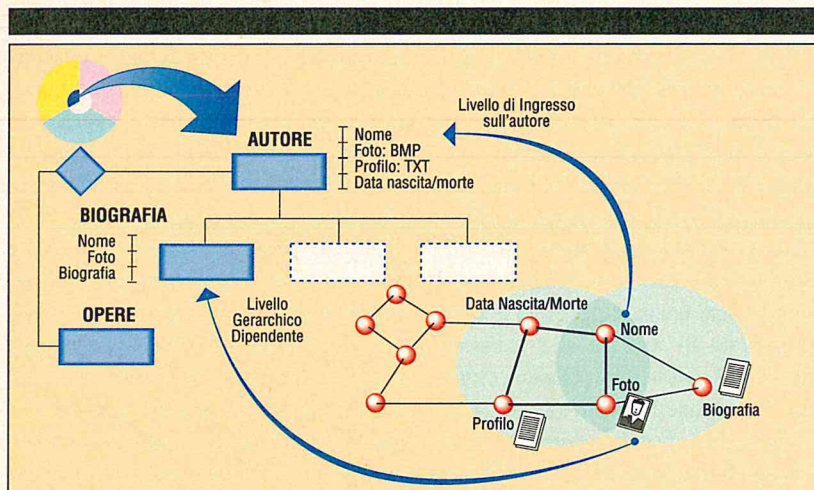 Livello di Ingresso
sull'autore
AUTORE
Nome
Foto: BMP
Profilo: TXT
Data nascita/morte
BIOGRAFIA
Nome
Foto
Biografia
OPERE
Livello
Gerarchico
Dipendente
Data Nascita/Morte
Nome
Foto
Profilo
Biografia